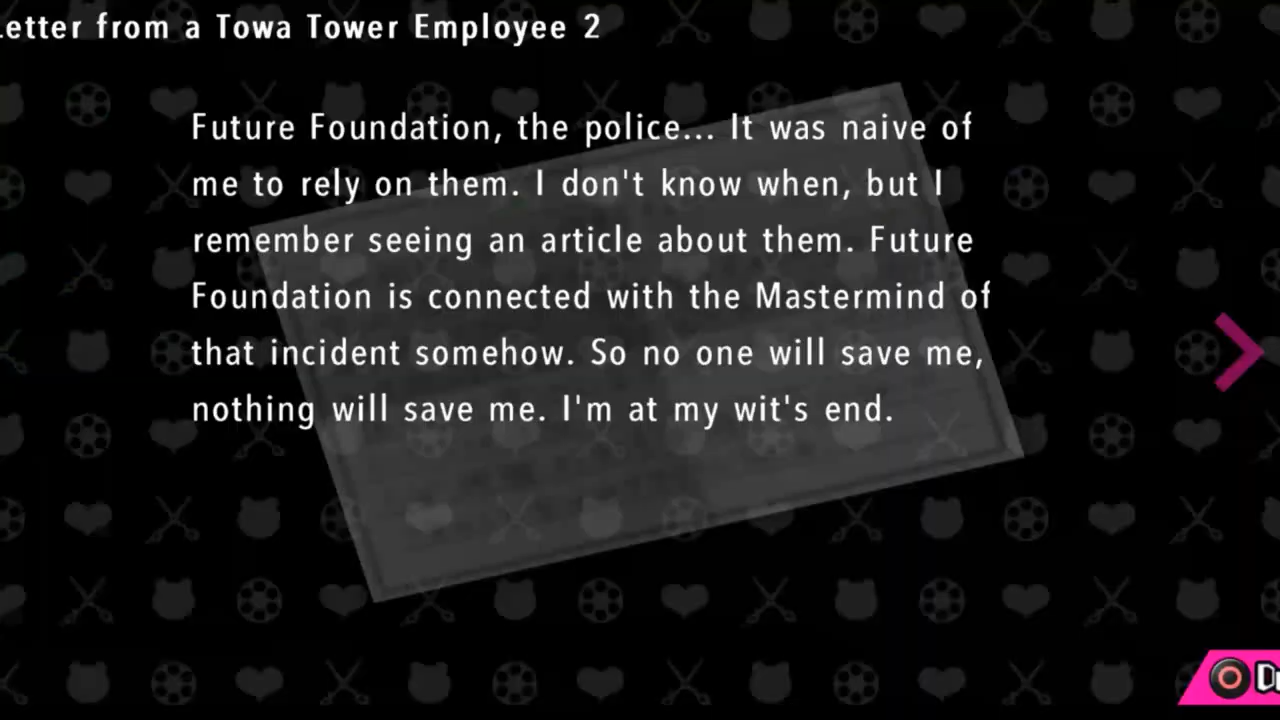 Letter from a Towa Tower Employee 2
Future Foundation, the police... It was naive of
me to rely on them. I don't know when, but I
remember seeing an article about them. Future
Foundation is connected with the Mastermind of
that incident somehow. So no one will save me,
nothing will save me. I'm at my wit's end.